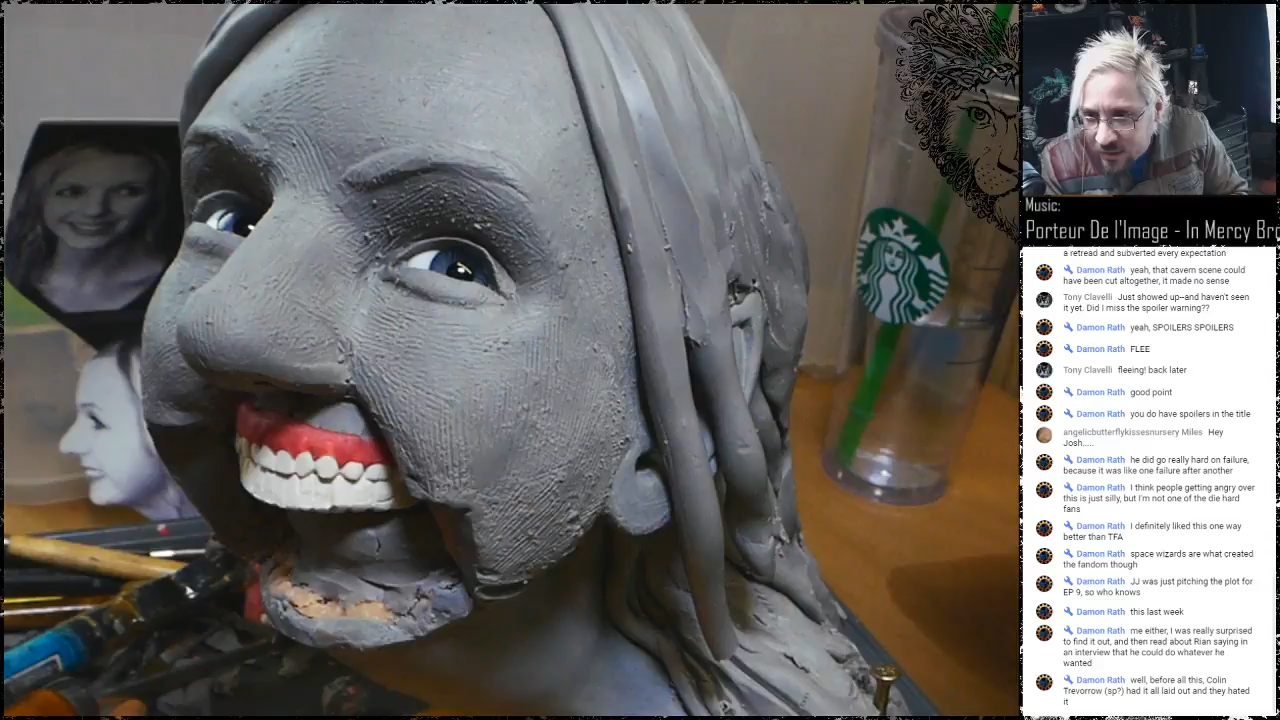 Music:
Porteur De l'Image - In Mercy Bro
a retread and subverted every expectation
Damon Rath yeah, that cavern scene could
have been cut altogether, it made no sense
Tony Clavelli Just showed up--and haven't seen
it yet. Did I miss the spoiler warning??
Damon Rath yeah, SPOILERS SPOILERS
Damon Rath FLEE
Tony Clavelli fleeing! back later
Damon Rath good point
Damon Rath you do have spoilers in the title
angelicbutterflykissesnursery Miles Hey
Josh.....
Damon Rath he did go really hard on failure,
because it was like one failure after another
Damon Rath I think people getting angry over
this is just silly, but I'm not one of the die hard
fans
Damon Rath I definitely liked this one way
better than TFA
Damon Rath space wizards are what created
the fandom though
Damon Rath JJ was just pitching the plot for
EP 9, so who knows
Damon Rath this last week
Damon Rath me either, I was really surprised
to find it out, and then read about Rian saying in
an interview that he could do whatever he
wanted
Damon Rath well, before all this, Colin
Trevorrow (sp?) had it all laid out and they hated
it